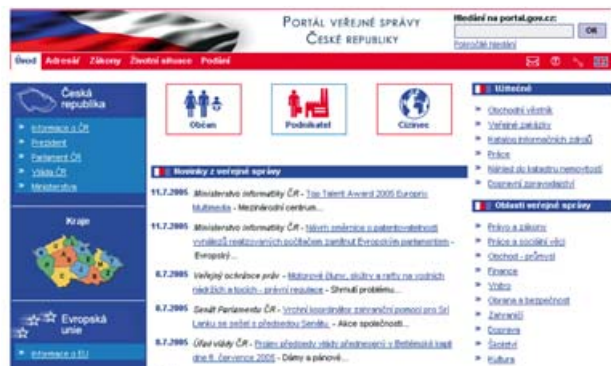 PORTÁL VEŘEJNÉ SPRÁVY
ČESKÉ REPUBLIKY
Hledání na portal.gov.cz:
OK
Pokročilé hledání
Úvod Adresář Zákony Životní situace Podání
Česká
republika
Informace o ČR
Prezident
Parlament ČR
Vláda ČR
Ministerstva
Kraje
Evropská
unie
Informace o EU
Občan
Podnikatel
Cizinec
Novinky z veřejné správy
11.7.2005 Ministerstvo informatiky ČR - Top Talent Award 2005 Europrix
Multimedia - Mezinárodní centrum...
11.7.2005 Ministerstvo informatiky ČR - Návrh směrnice o patentovatelnosti
vynálezů realizovaných počítačem zamítnut Evropským parlamentem -
Evropský...
8.7.2005 Veřejný ochránce práv - Motorové čluny, skútry a rafty na vodních
nádržích a tocích - právní regulace - Shrnutí problému...
8.7.2005 Senát Parlamentu ČR - Vrchní koordinátor zahraniční pomoci pro Srí
Lanku se sešel s předsedou Senátu - Akce společnosti...
8.7.2005 Úřad vlády ČR - Projev předsedy vlády přednesený v Betlémské kapli
dne 6. července 2005 - Dámy a pánové...
Užitečné
Obchodní věstník
Veřejné zakázky
Katalog informačních zdrojů
Práce
Náhled do katastru nemovitostí
Dopravní zpravodajství
Oblasti veřejné správy
Právo a zákony
Práce a sociální věci
Obchod - průmysl
Finance
Vnitro
Obrana a bezpečnost
Zahraničí
Doprava
Školství
Kultura